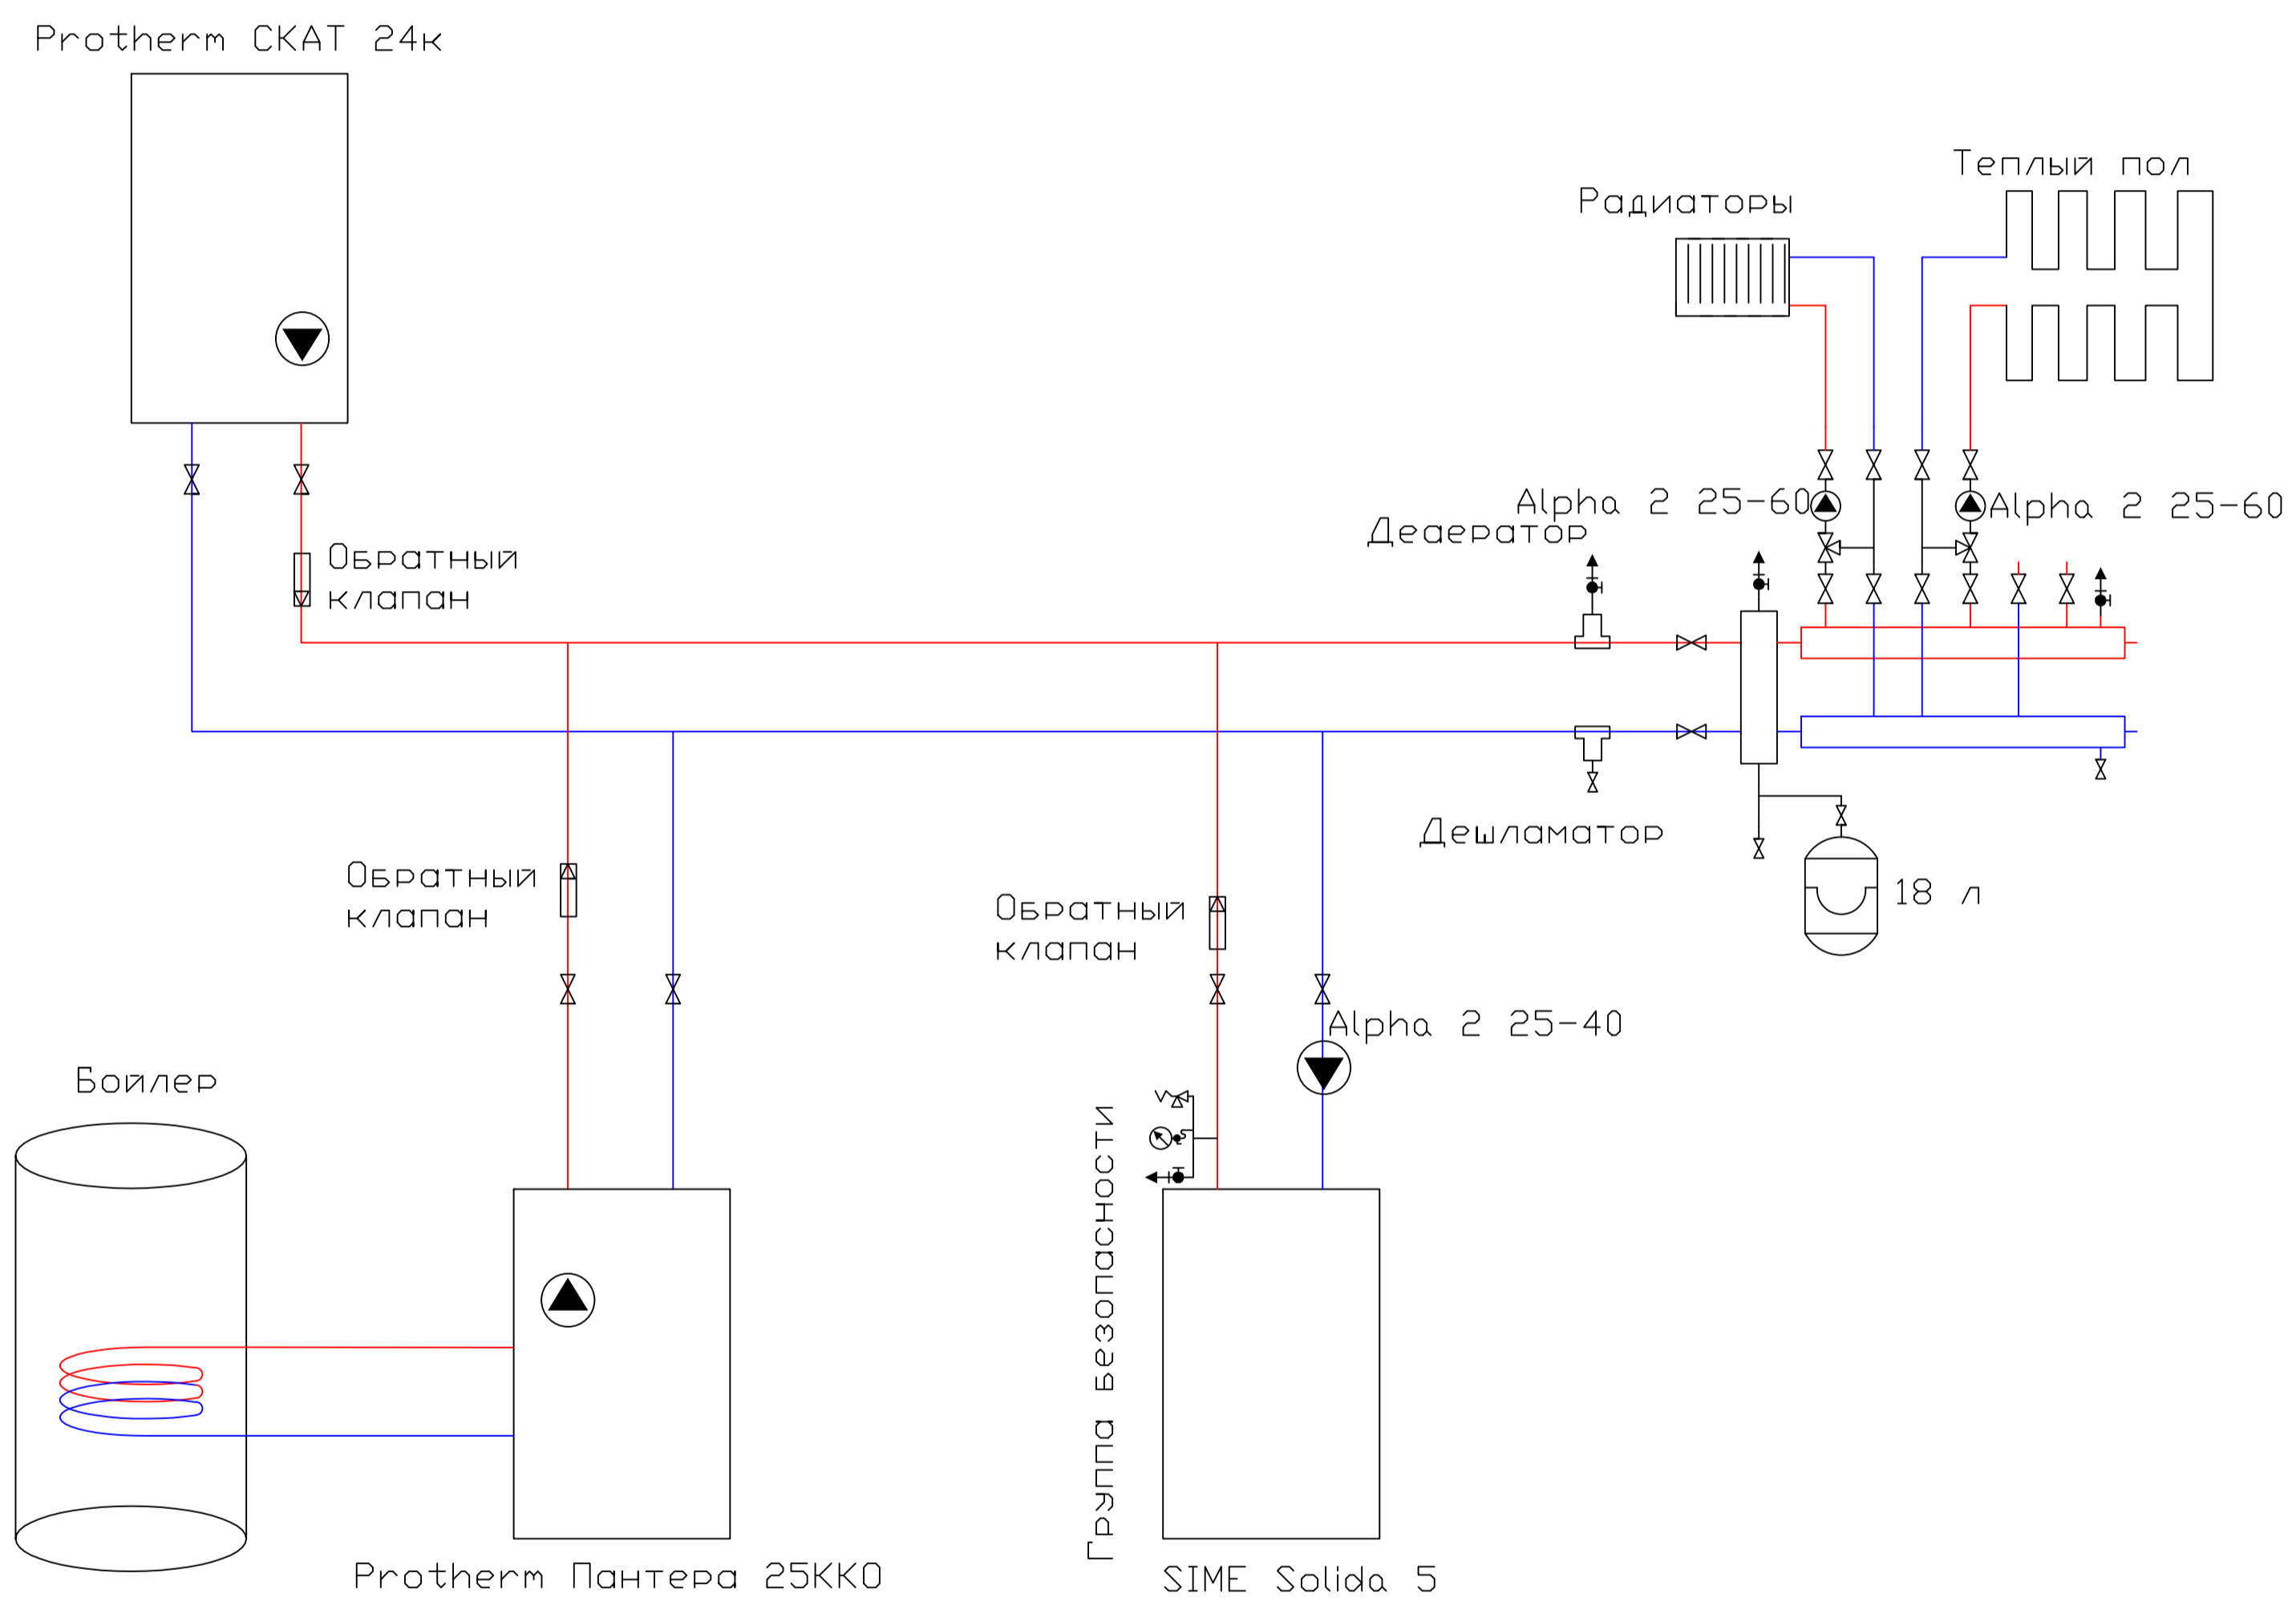 Protherm СКАТ 24к
Теплый пол
Радиаторы
Alpha 2 25-60
Alpha 2 25-60
Деаератор
Обратный
клапан
Дешламатор
Обратный
клапан
18 л
Обратный
клапан
Alpha 2 25-40
Бойлер
Группа безопасности
Protherm Пантера 25ККО
SIME Solida 5